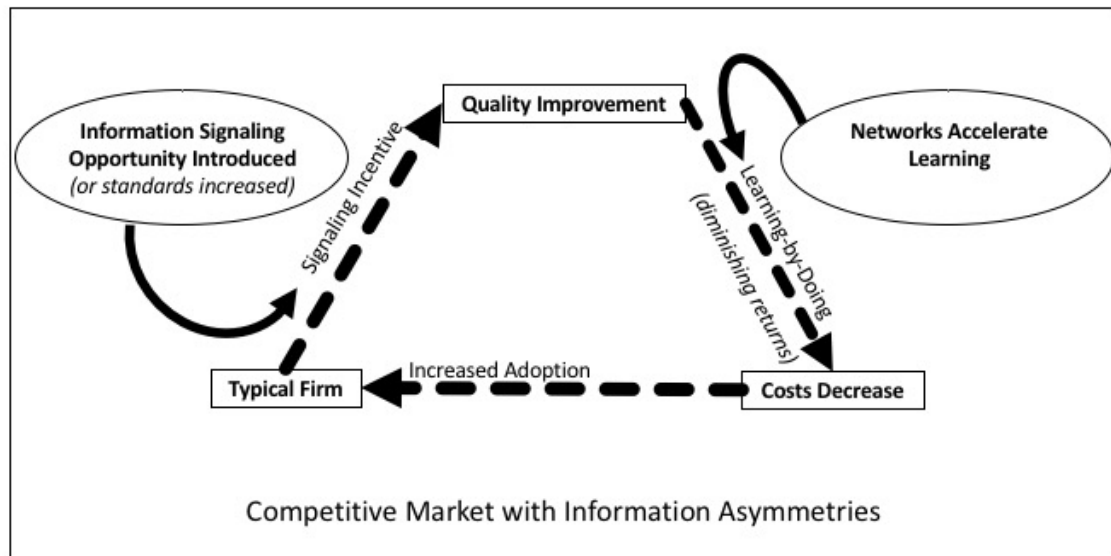 Quality Improvement
Information Signaling
Opportunity Introduced
(or standards increased)
Networks Accelerate
Learning
Signaling Incentive
Learning-by-Doing
(diminishing returns)
Increased Adoption
Typical Firm
Costs Decrease
Competitive Market with Information Asymmetries